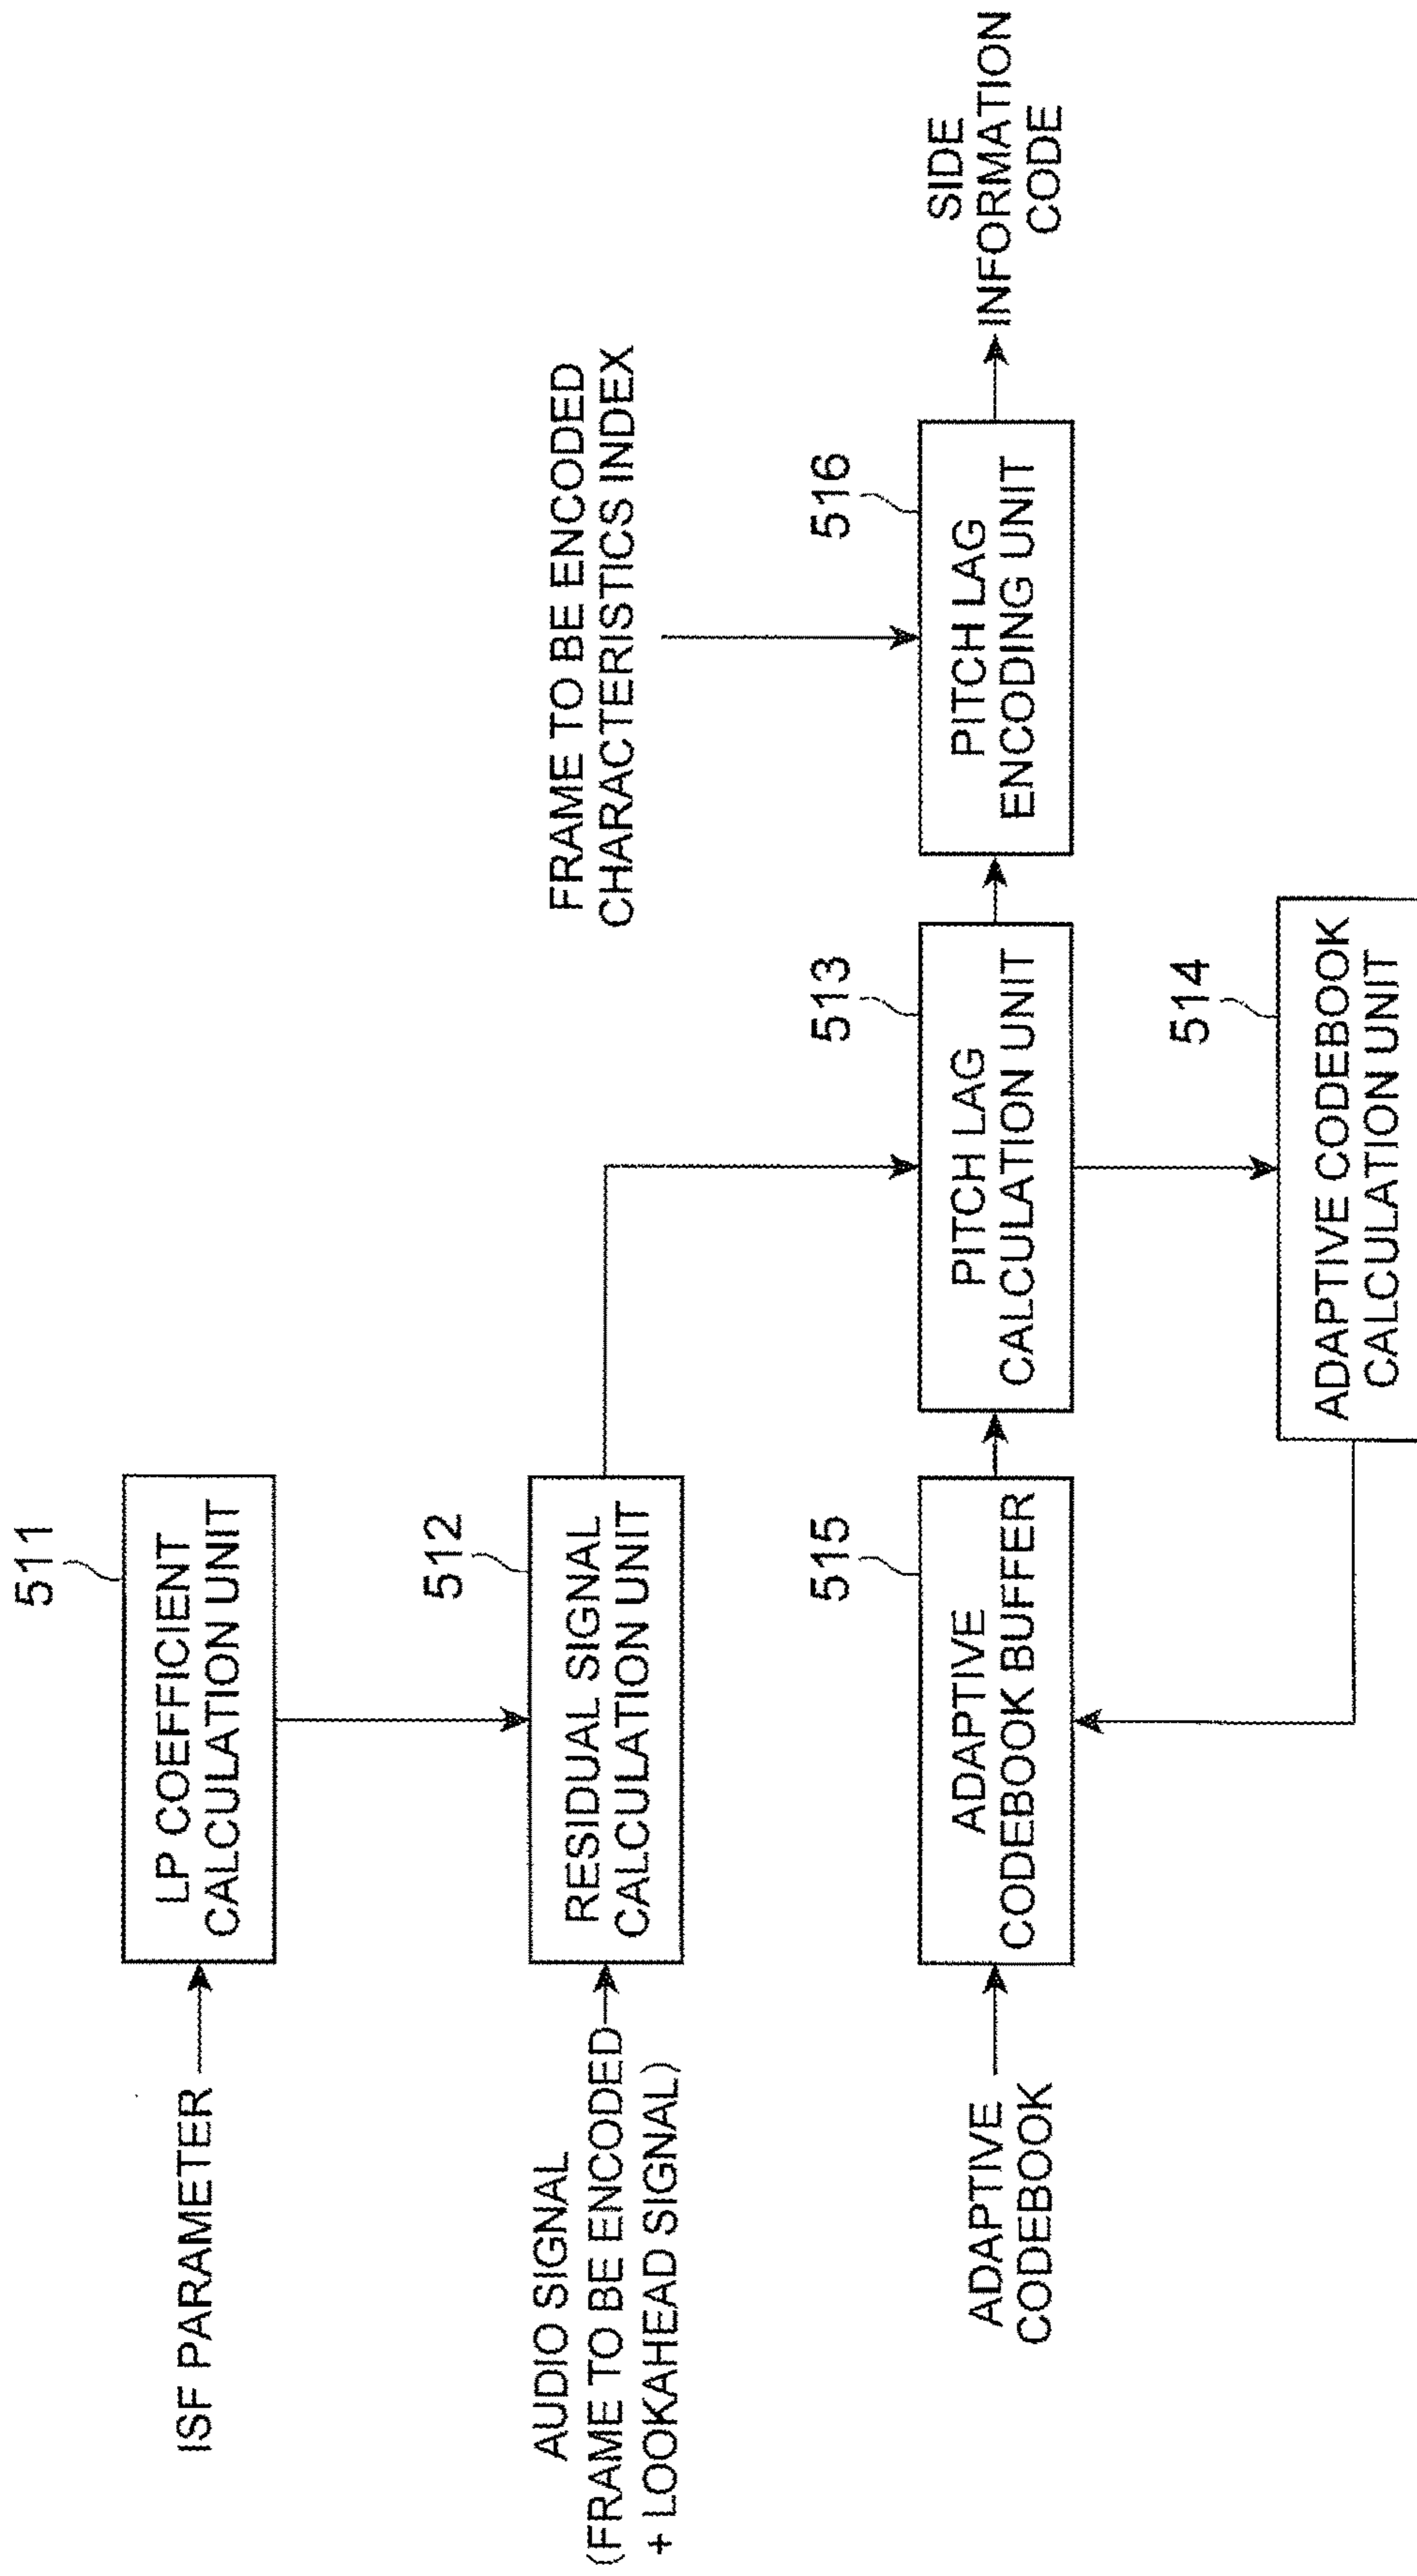 511
ISF PARAMETER
LP COEFFICIENT
CALCULATION UNIT
512
AUDIO SIGNAL
(FRAME TO BE ENCODED
+ LOOKAHEAD SIGNAL)
RESIDUAL SIGNAL
CALCULATION UNIT
FRAME TO BE ENCODED
CHARACTERISTICS INDEX
515
ADAPTIVE
CODEBOOK
ADAPTIVE
CODEBOOK BUFFER
513
PITCH LAG
CALCULATION UNIT
516
PITCH LAG
ENCODING UNIT
SIDE
INFORMATION
CODE
514
ADAPTIVE CODEBOOK
CALCULATION UNIT